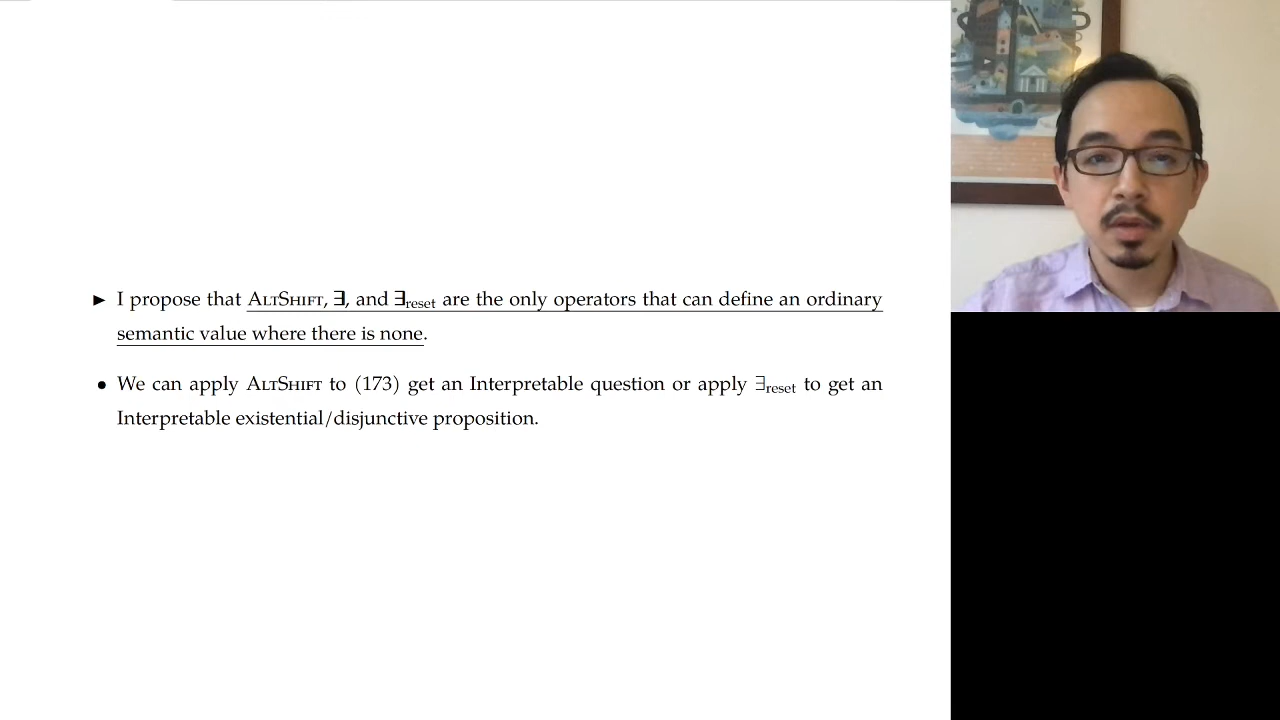 ► I propose that ALTSHIFT, ∃, and ∃reset are the only operators that can define an ordinary
semantic value where there is none.
• We can apply ALTSHIFT to (173) get an Interpretable question or apply ∃reset to get an
Interpretable existential/disjunctive proposition.